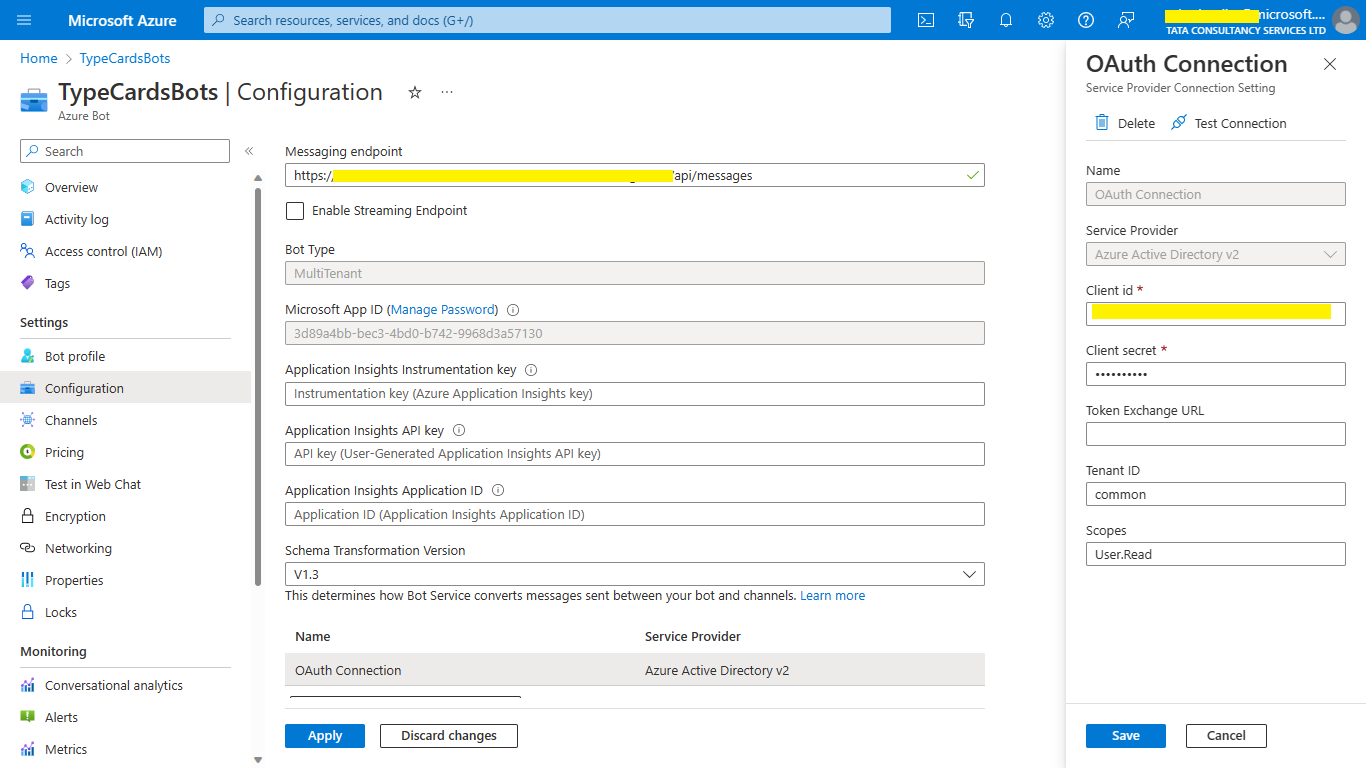 Microsoft Azure
Search resources, services, and docs (G+/)
microsoft....
TATA CONSULTANCY SERVICES LTD
Home > TypeCardsBots
TypeCardsBots | Configuration
Azure Bot
Search
Overview
Activity log
Access control (IAM)
Tags
Settings
Bot profile
Configuration
Channels
Pricing
Test in Web Chat
Encryption
Networking
Properties
Locks
Monitoring
Conversational analytics
Alerts
Metrics
Messaging endpoint
https://
api/messages
Enable Streaming Endpoint
Bot Type
MultiTenant
Microsoft App ID (Manage Password)
3d89a4bb-bec3-4bd0-b742-9968d3a57130
Application Insights Instrumentation key
Instrumentation key (Azure Application Insights key)
Application Insights API key
API key (User-Generated Application Insights API key)
Application Insights Application ID
Application ID (Application Insights Application ID)
Schema Transformation Version
V1.3
This determines how Bot Service converts messages sent between your bot and channels. Learn more
Name Service Provider
OAuth Connection Azure Active Directory v2
Apply Discard changes
OAuth Connection
Service Provider Connection Setting
Delete Test Connection
Name
OAuth Connection
Service Provider
Azure Active Directory v2
Client id *
Client secret *
••••••••••
Token Exchange URL
Tenant ID
common
Scopes
User.Read
Save Cancel